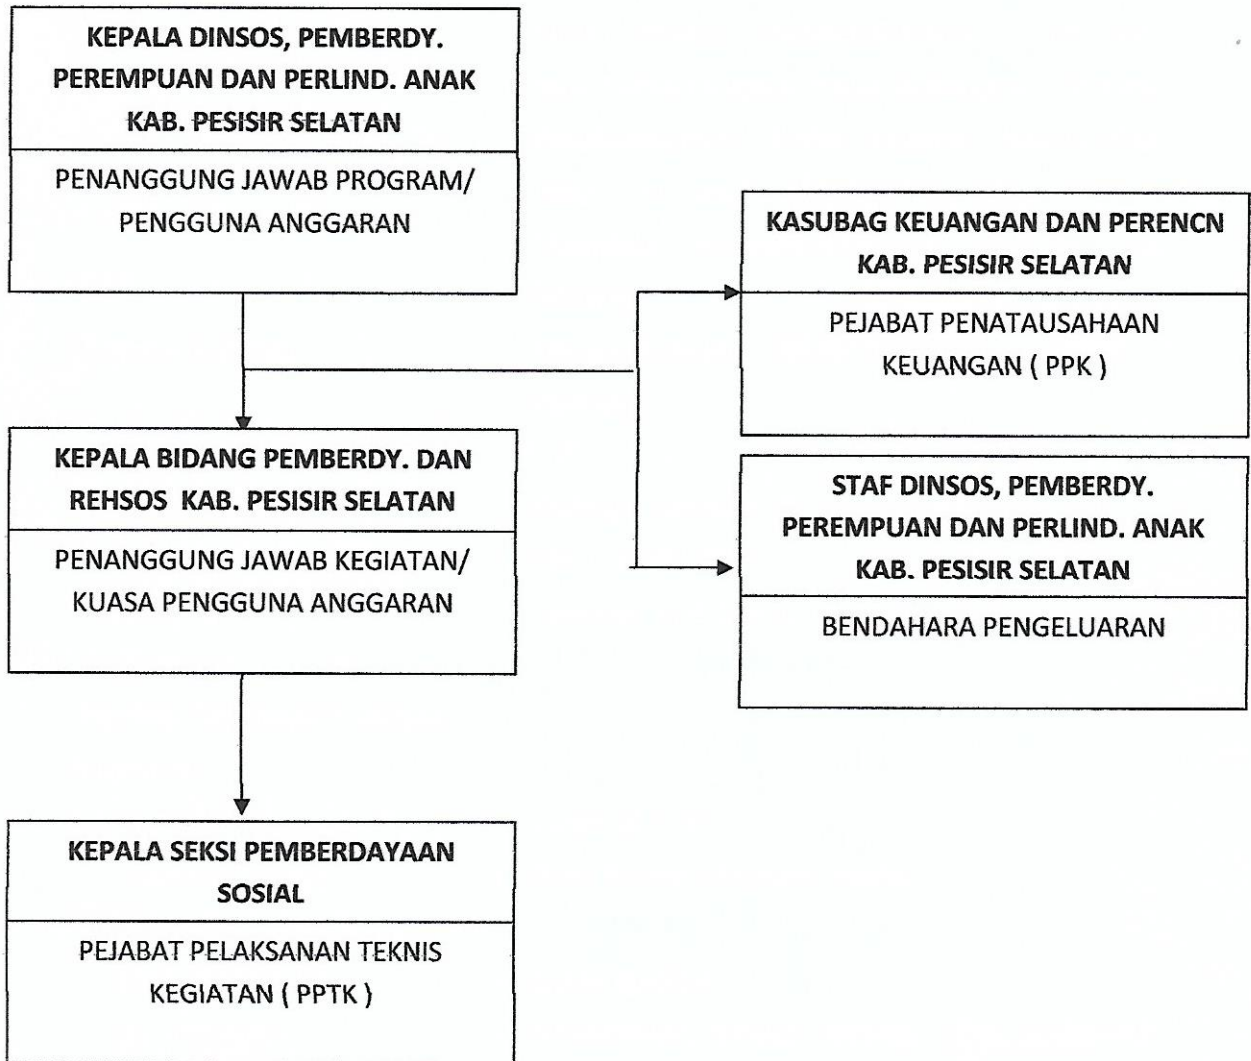 KEPALA DINSOS, PEMBERDY.
PEREMPUAN DAN PERLIND. ANAK
KAB. PESISIR SELATAN
PENANGGUNG JAWAB PROGRAM/
PENGGUNA ANGGARAN
KASUBAG KEUANGAN DAN PERENCN
KAB. PESISIR SELATAN
PEJABAT PENATAUSAHAAN
KEUANGAN ( PPK )
KEPALA BIDANG PEMBERDY. DAN
REHSOS KAB. PESISIR SELATAN
PENANGGUNG JAWAB KEGIATAN/
KUASA PENGGUNA ANGGARAN
STAF DINSOS, PEMBERDY.
PEREMPUAN DAN PERLIND. ANAK
KAB. PESISIR SELATAN
BENDAHARA PENGELUARAN
KEPALA SEKSI PEMBERDAYAAN
SOSIAL
PEJABAT PELAKSANAN TEKNIS
KEGIATAN ( PPTK )